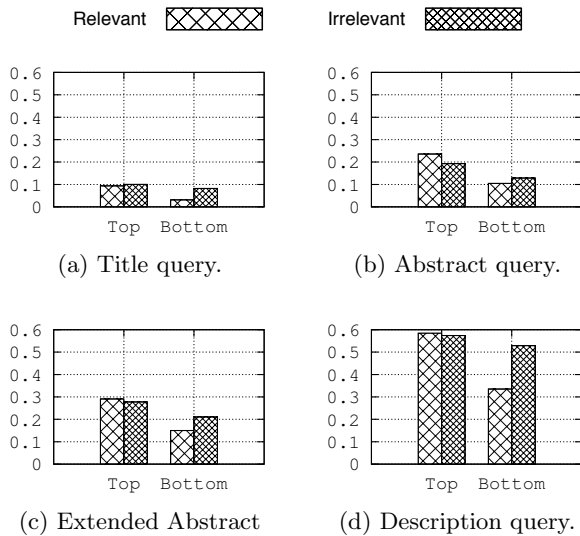 Relevant Irrelevant
0.6 0.6
0.5 0.5
0.4 0.4
0.3 0.3
0.2 0.2
0.1 0.1
0 0
Top Bottom Top Bottom
(a) Title query. (b) Abstract query.
0.6 0.6
0.5 0.5
0.4 0.4
0.3 0.3
0.2 0.2
0.1 0.1
0 0
Top Bottom Top Bottom
(c) Extended Abstract (d) Description query.